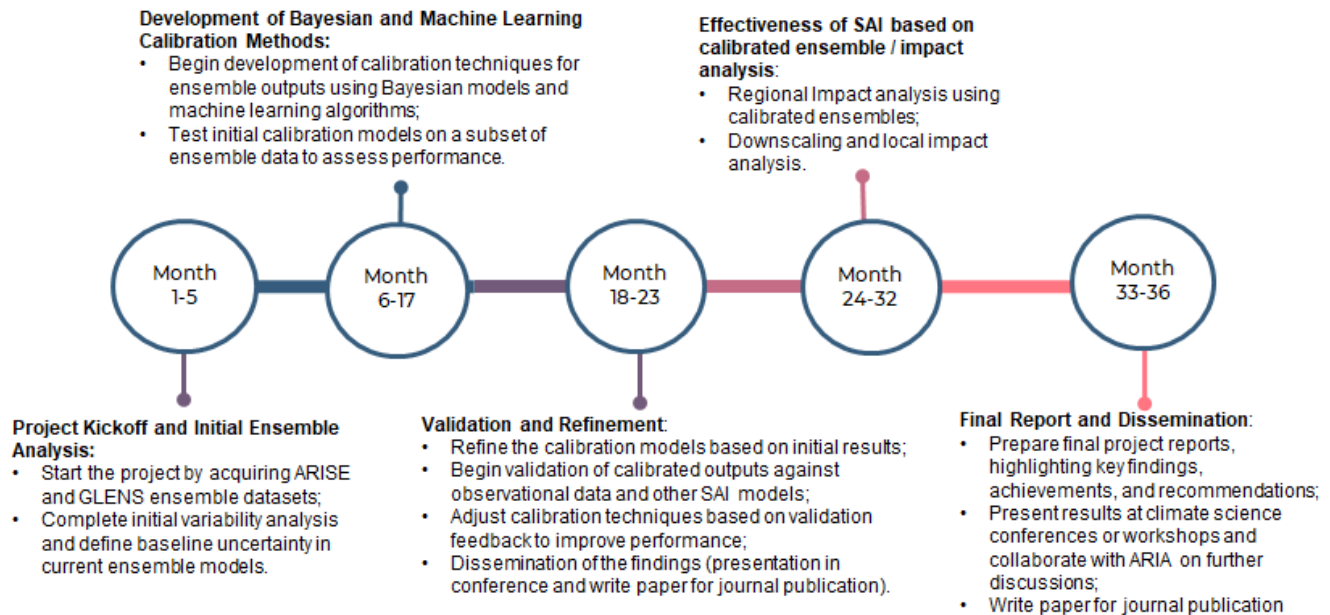 Development of Bayesian and Machine Learning
Calibration Methods:
• Begin development of calibration techniques for
ensemble outputs using Bayesian models and
machine learning algorithms;
• Test initial calibration models on a subset of
ensemble data to assess performance.
Effectiveness of SAI based on
calibrated ensemble / impact
analysis:
• Regional Impact analysis using
calibrated ensembles;
• Downscaling and local impact
analysis.
Month
1-5
Month
6-17
Month
18-23
Month
24-32
Month
33-36
Project Kickoff and Initial Ensemble
Analysis:
• Start the project by acquiring ARISE
and GLENS ensemble datasets;
• Complete initial variability analysis
and define baseline uncertainty in
current ensemble models.
Validation and Refinement:
• Refine the calibration models based on initial results;
• Begin validation of calibrated outputs against
observational data and other SAI models;
• Adjust calibration techniques based on validation
feedback to improve performance;
• Dissemination of the findings (presentation in
conference and write paper for journal publication).
Final Report and Dissemination:
• Prepare final project reports,
highlighting key findings,
achievements, and recommendations;
• Present results at climate science
conferences or workshops and
collaborate with ARIA on further
discussions;
• Write paper for journal publication